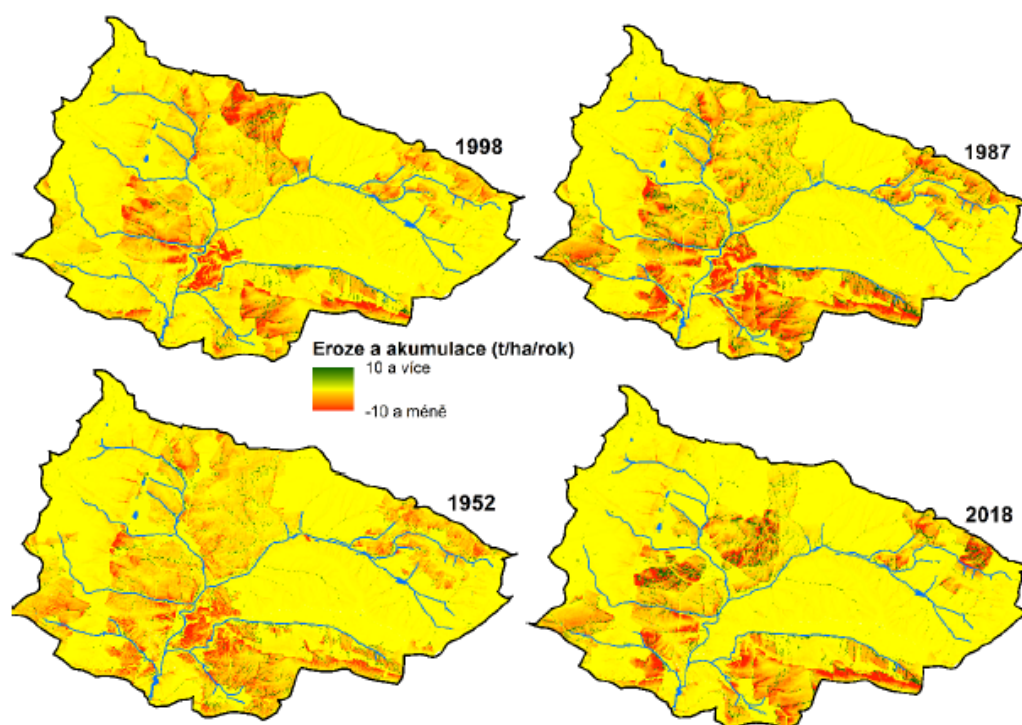 1998
1987
Eroze a akumulace (t/ha/rok)
10 a více
-10 a méně
1952
2018